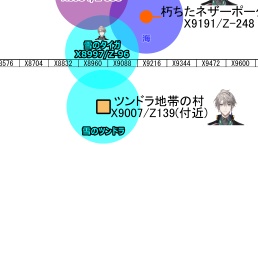 朽ちたネザーポー
X9191/Z-248
雪のタイガ
X8997/Z-96
海
8576 | X8704 | X8832 | X8960 | X9088 | X9216 | X9344 | X9472 | X9600
ツンドラ地帯の村
X9007/Z139(付近)
雪のツンドラ